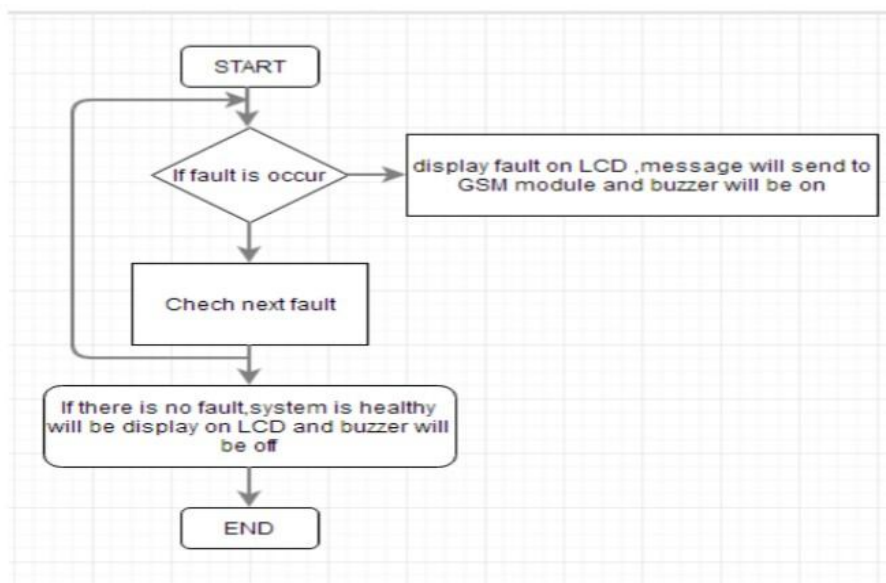 START
If fault is occur
display fault on LCD ,message will send to
GSM module and buzzer will be on
Chech next fault
If there is no fault,system is healthy
will be display on LCD and buzzer will
be off
END